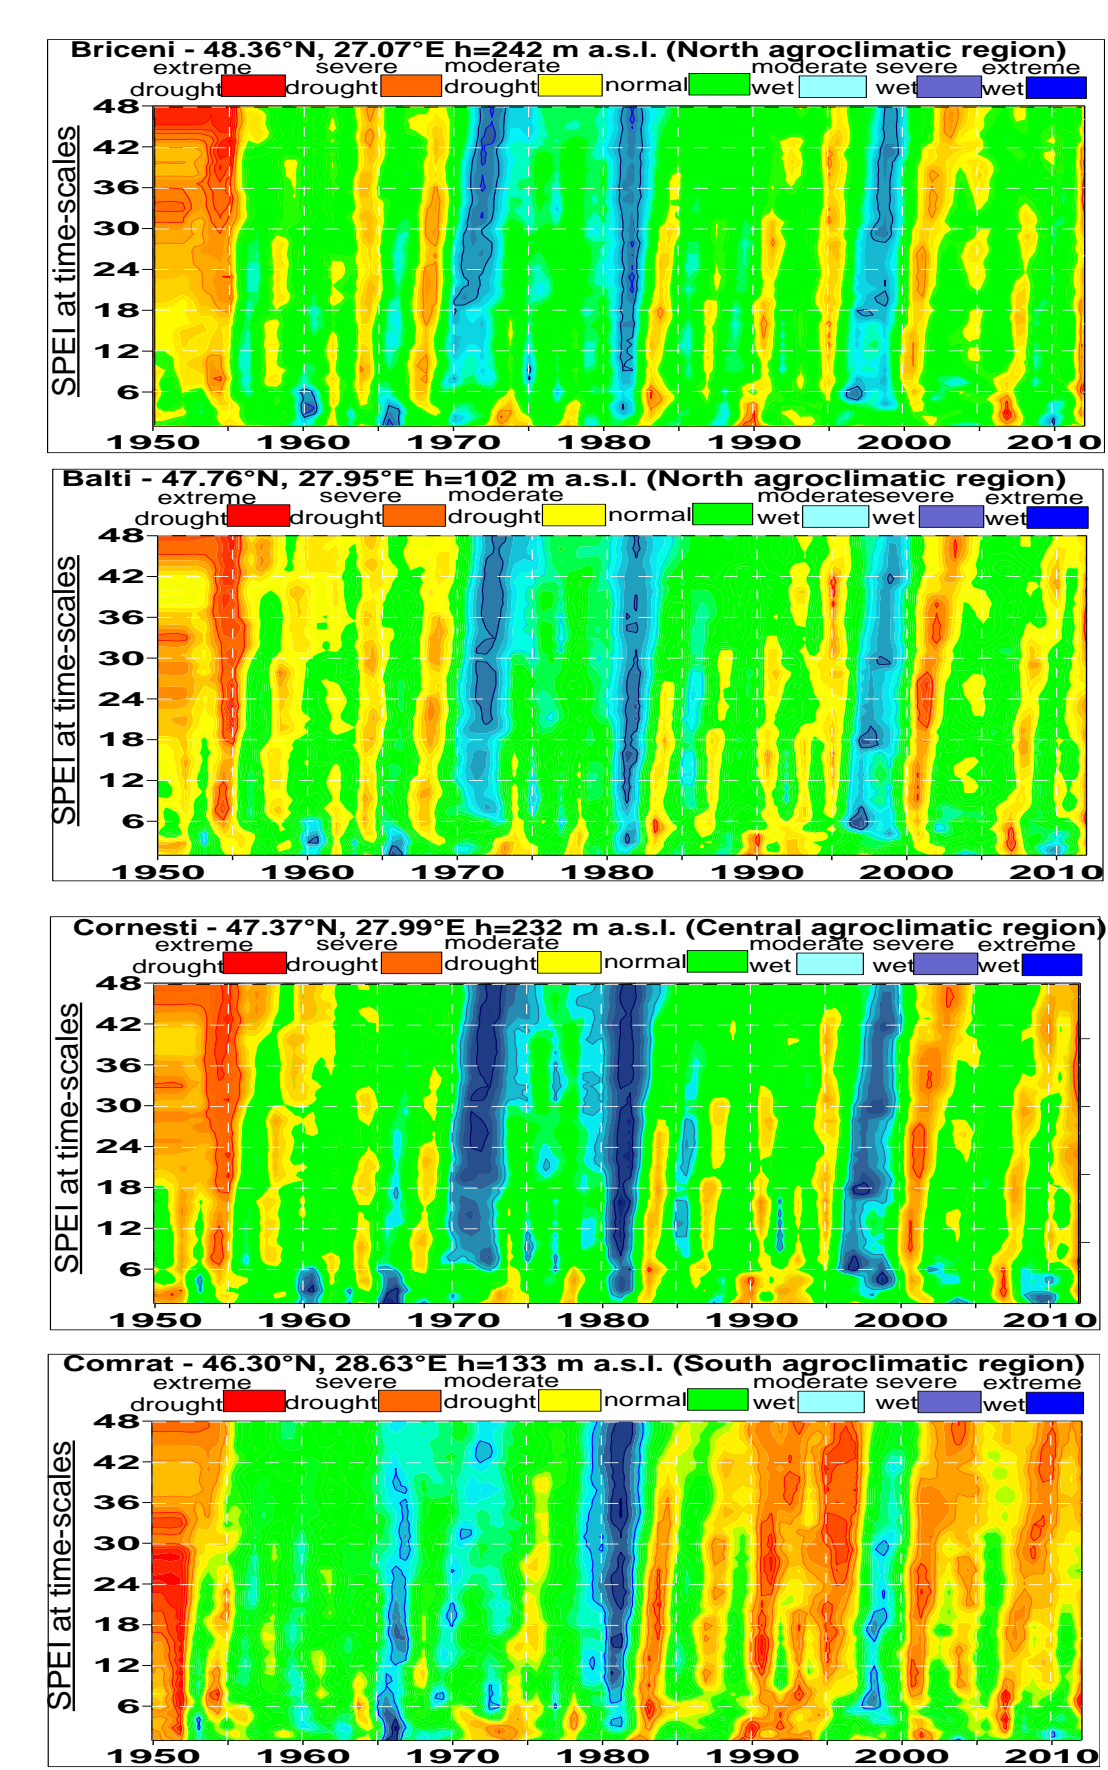 Briceni - 48.36°N, 27.07°E h=242 m a.s.l. (North agroclimatic region)
extreme severe moderate moderate severe extreme
drought drought drought normal wet wet wet
SPEI at time-scales
48
42
36
30
24
18
12
6
1950 1960 1970 1980 1990 2000 2010
Balti - 47.76°N, 27.95°E h=102 m a.s.l. (North agroclimatic region)
extreme severe moderate moderatesevere extreme
drought drought drought normal wet wet wet
SPEI at time-scales
48
42
36
30
24
18
12
6
1950 1960 1970 1980 1990 2000 2010
Cornesti - 47.37°N, 27.99°E h=232 m a.s.l. (Central agroclimatic region)
extreme severe moderate moderate severe extreme
drought drought drought normal wet wet wet
SPEI at time-scales
48
42
36
30
24
18
12
6
1950 1960 1970 1980 1990 2000 2010
Comrat - 46.30°N, 28.63°E h=133 m a.s.l. (South agroclimatic region)
extreme severe moderate moderate severe extreme
drought drought drought normal wet wet wet
SPEI at time-scales
48
42
36
30
24
18
12
6
1950 1960 1970 1980 1990 2000 2010